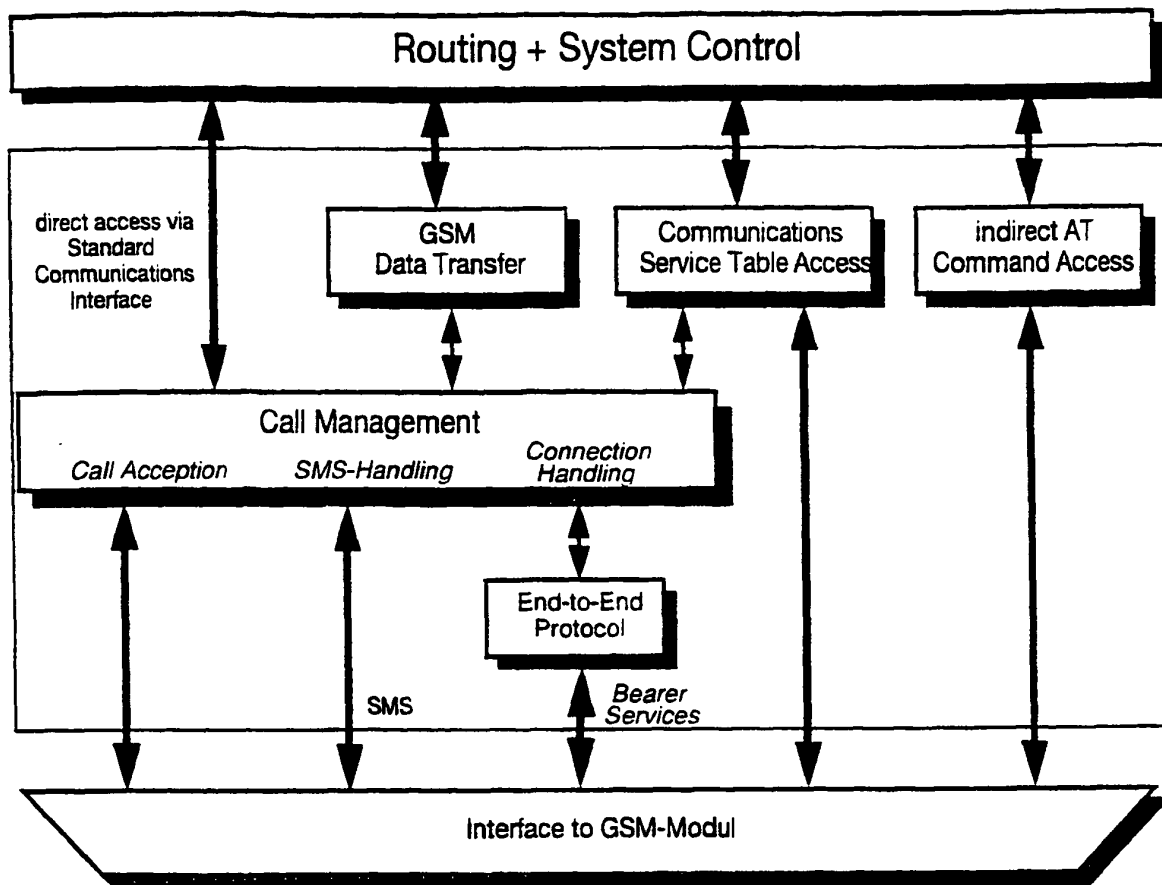 Routing + System Control
direct access via
Standard
Communications
Interface
GSM
Data Transfer
Communications
Service Table Access
indirect AT
Command Access
Call Management
Call Acception
SMS-Handling
Connection
Handling
End-to-End
Protocol
SMS
Bearer
Services
Interface to GSM-Modul